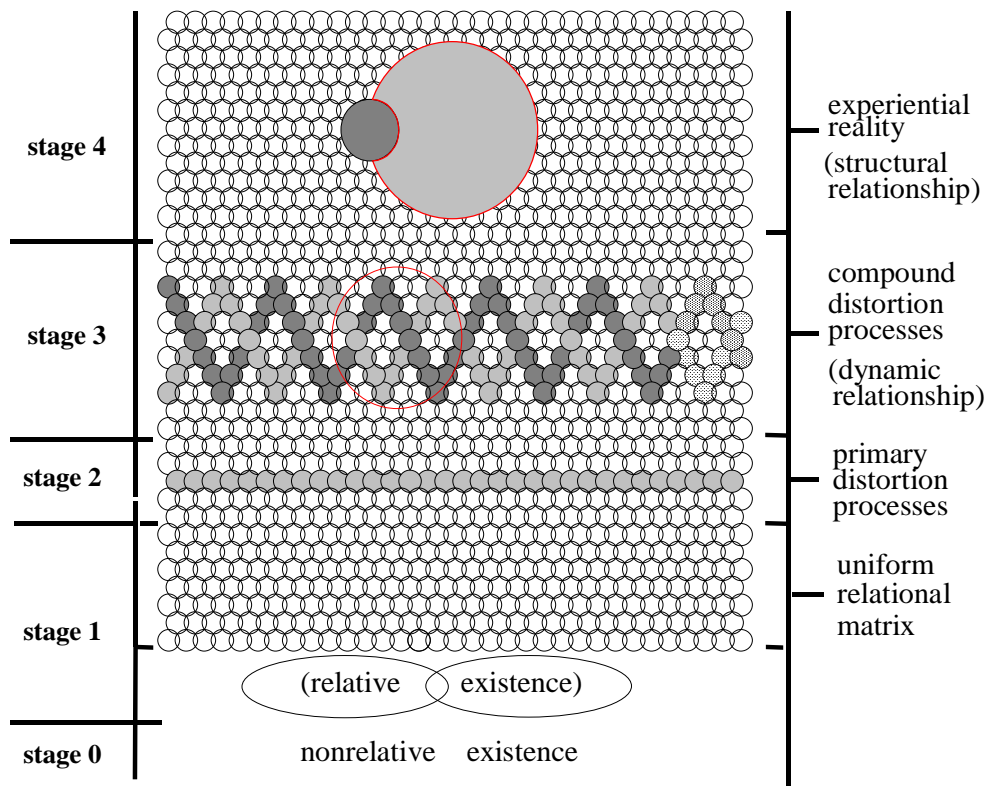 stage 4
stage 3
stage 2
stage 1
stage 0
experiential
reality
(structural
relationship)
compound
distortion
processes
(dynamic
relationship)
primary
distortion
processes
uniform
relational
matrix
(relative existence)
nonrelative existence